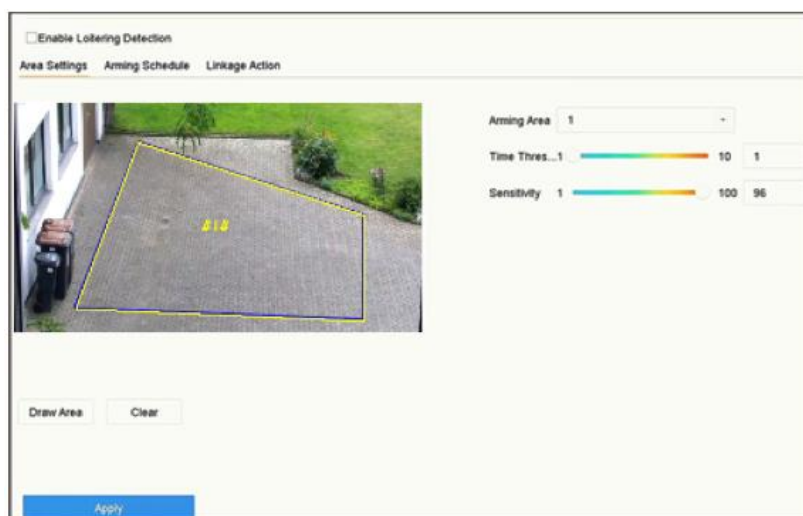 Enable Loitering Detection
Area Settings Arming Schedule Linkage Action
Arming Area 1
Time Thres...1 10 1
Sensitivity 1 100 96
#1#
Draw Area Clear
Apply